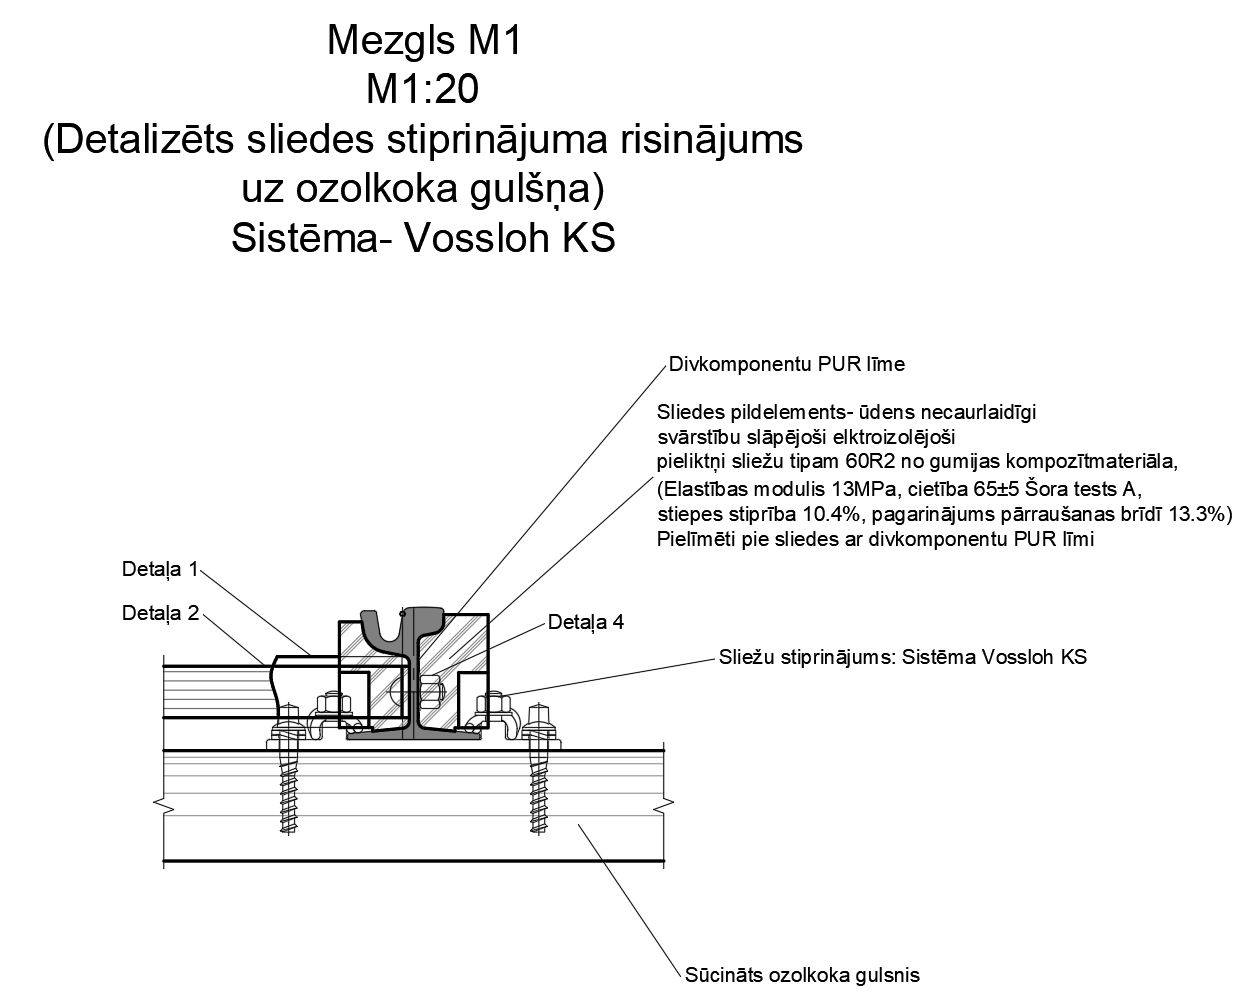 Mezgls M1
M1:20
(Detalizēts sliedes stiprinājuma risinājums
uz ozolkoka gulšņa)
Sistēma- Vossloh KS
Divkomponentu PUR līme
Sliedes pildelements- ūdens necaurlaidīgi
svārstību slāpējoši elktroizolējoši
pieliktņi sliežu tipam 60R2 no gumijas kompozītmateriāla,
(Elastības modulis 13MPa, cietība 65±5 Šora tests A,
stiepes stiprība 10.4%, pagarinājums pārraušanas brīdī 13.3%)
Pielīmēti pie sliedes ar divkomponentu PUR līmi
Detaļa 1
Detaļa 2
Detaļa 4
Sliežu stiprinājums: Sistēma Vossloh KS
Sūcināts ozolkoka gulsnis